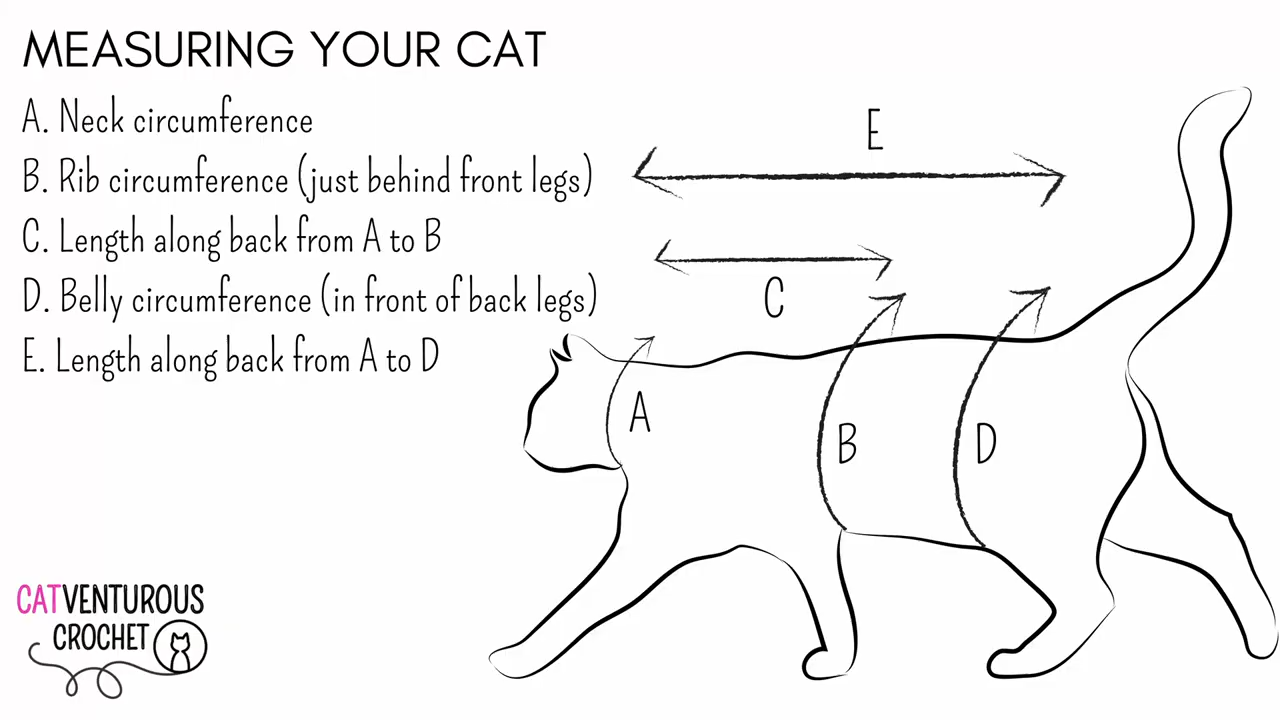 MEASURING YOUR CAT
A. Neck circumference
B. Rib circumference (just behind front legs)
C. Length along back from A to B
D. Belly circumference (in front of back legs)
E. Length along back from A to D
E
C
A
B
D
CATVENTUROUS
CROCHET